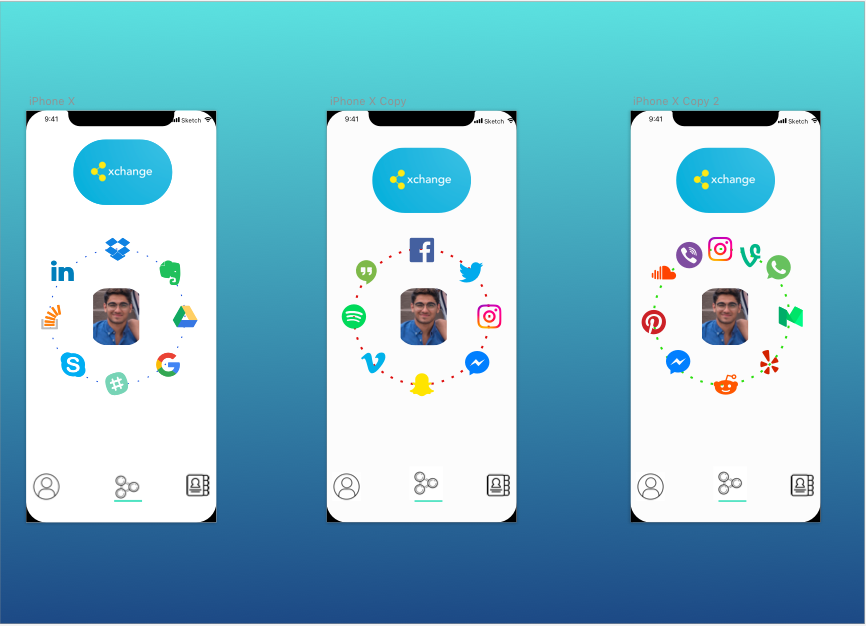 iPhone X
iPhone X Copy
iPhone X Copy 2
9:41
Sketch
9:41
Sketch
9:41
Sketch
xchange
xchange
xchange
in